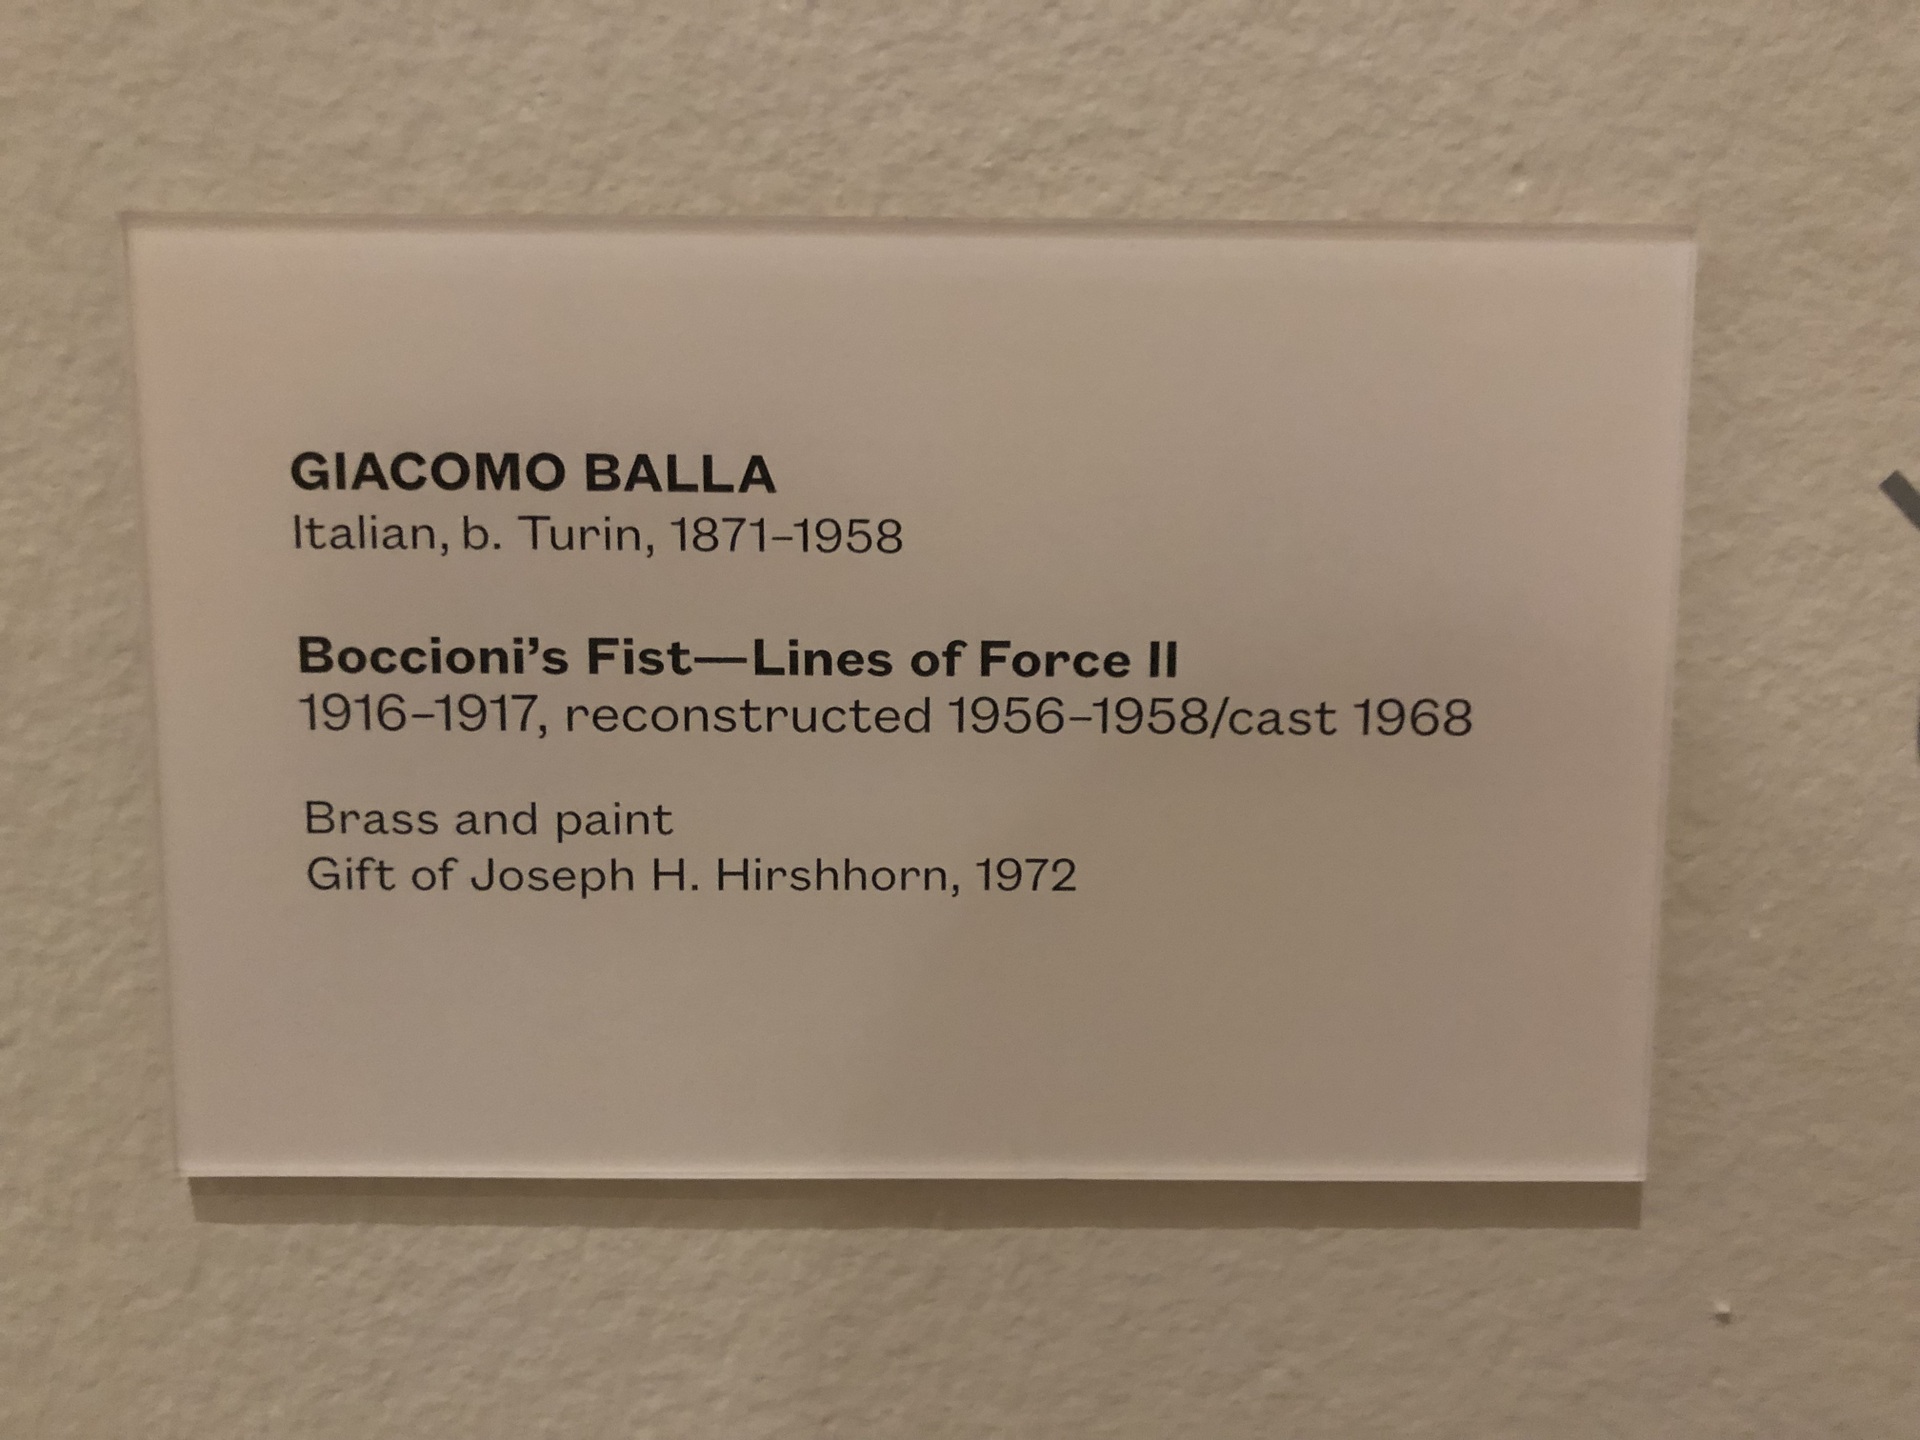 GIACOMO BALLA
Italian, b. Turin, 1871–1958
Boccioni’s Fist—Lines of Force II
1916–1917, reconstructed 1956–1958/cast 1968
Brass and paint
Gift of Joseph H. Hirshhorn, 1972